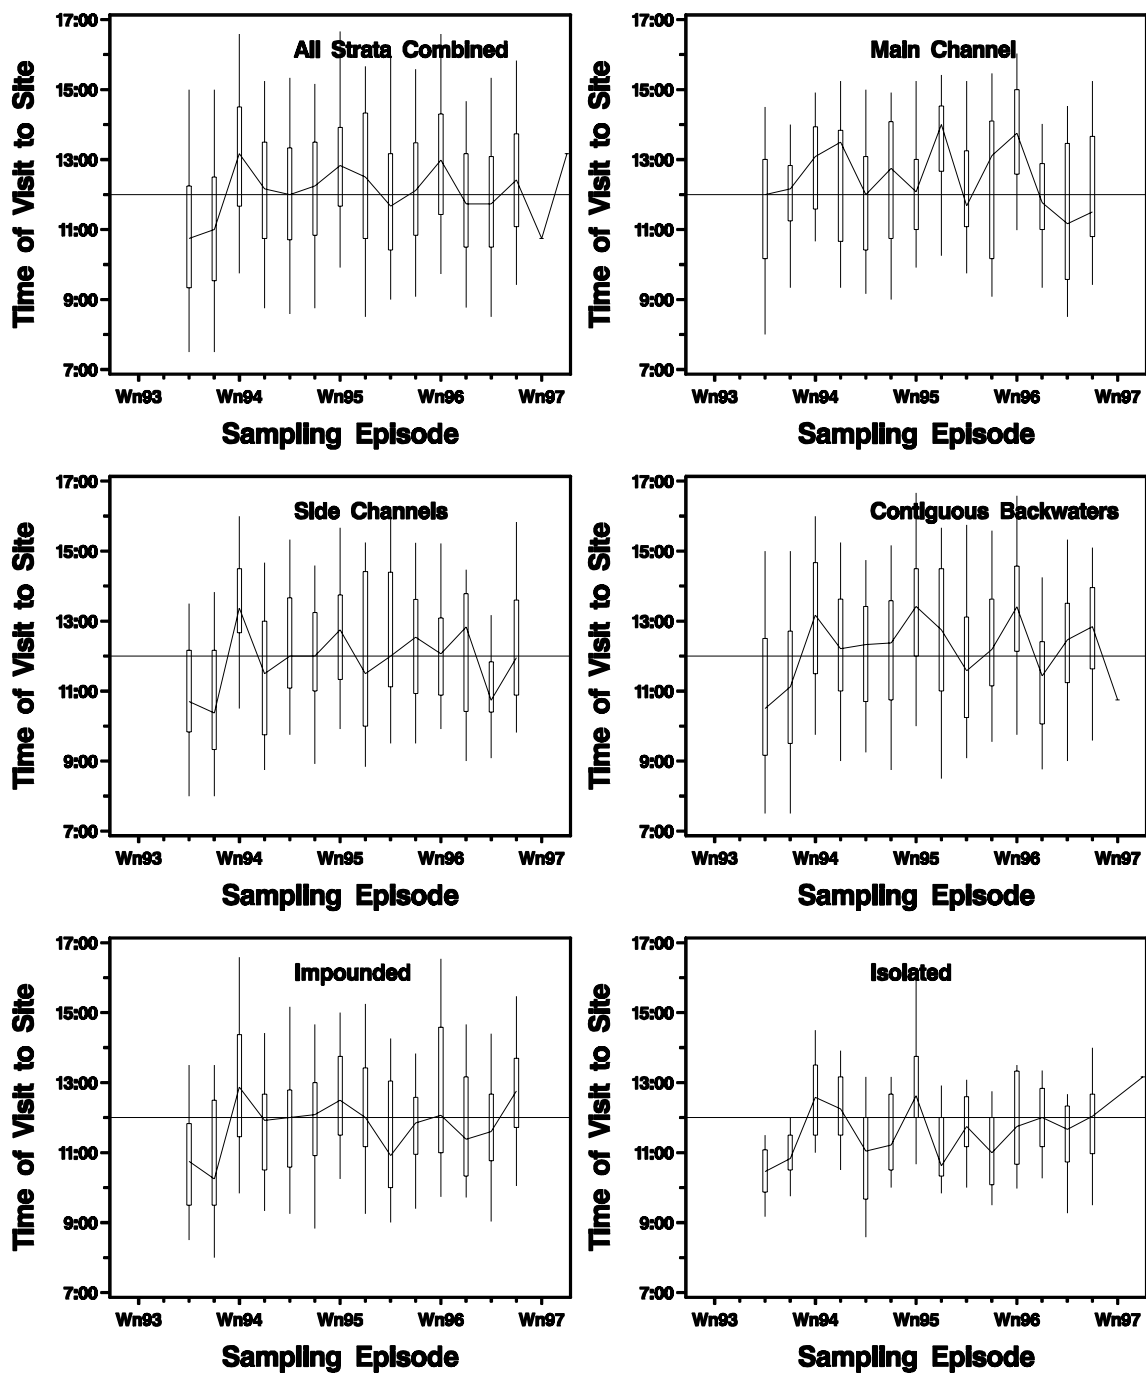 All Strata Combined
Time of Visit to Site
17:00
15:00
13:00
11:00
9:00
7:00
Wn93 Wn94 Wn95 Wn96 Wn97
Sampling Episode
Main Channel
Time of Visit to Site
17:00
15:00
13:00
11:00
9:00
7:00
Wn93 Wn94 Wn95 Wn96 Wn97
Sampling Episode
Side Channels
Time of Visit to Site
17:00
15:00
13:00
11:00
9:00
7:00
Wn93 Wn94 Wn95 Wn96 Wn97
Sampling Episode
Contiguous Backwaters
Time of Visit to Site
17:00
15:00
13:00
11:00
9:00
7:00
Wn93 Wn94 Wn95 Wn96 Wn97
Sampling Episode
Impounded
Time of Visit to Site
17:00
15:00
13:00
11:00
9:00
7:00
Wn93 Wn94 Wn95 Wn96 Wn97
Sampling Episode
Isolated
Time of Visit to Site
17:00
15:00
13:00
11:00
9:00
7:00
Wn93 Wn94 Wn95 Wn96 Wn97
Sampling Episode